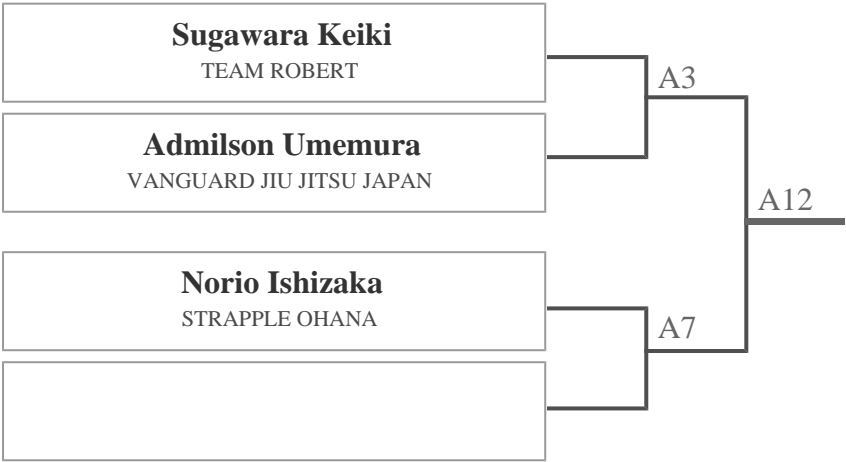 Sugawara Keiki
TEAM ROBERT
A3
Admilson Umemura
VANGUARD JIU JITSU JAPAN
A12
Norio Ishizaka
STRAPPLE OHANA
A7